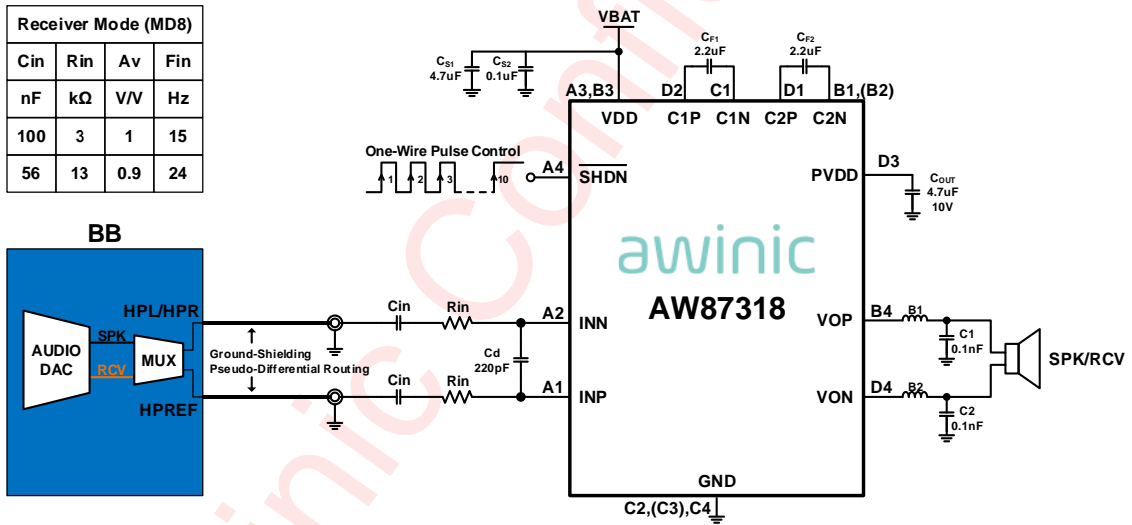 Receiver Mode (MD8)
Cin Rin Av Fin
nF kΩ V/V Hz
100 3 1 15
56 13 0.9 24
VBAT
CS1
4.7uF
CS2
0.1uF
CF1
2.2uF
CF2
2.2uF
A3,B3
D2
C1
D1
B1,(B2)
VDD
C1P
C1N
C2P
C2N
One-Wire Pulse Control
1
2
3
10
A4
SHDN
PVDD
D3
COUT
4.7uF
10V
awinic
AW87318
BB
AUDIO
DAC
SPK
RCV
MUX
HPL/HPR
HPREF
Ground-Shielding
Pseudo-Differential Routing
Cin
Rin
A2
INN
Cd
220pF
Cin
Rin
A1
INP
VOP
B4
B1
C1
0.1nF
SPK/RCV
VON
D4
B2
C2
0.1nF
GND
C2,(C3),C4